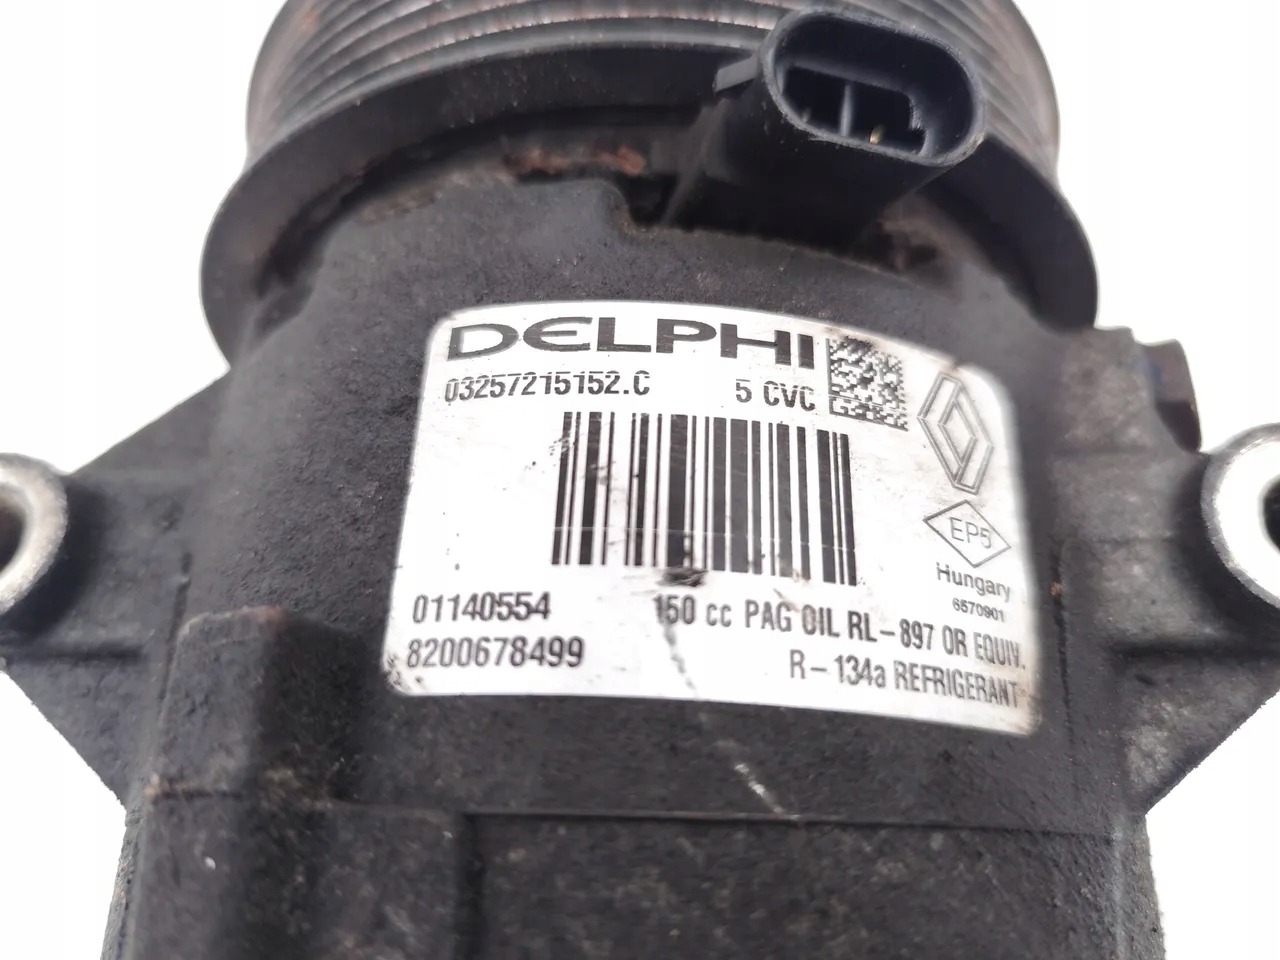 DELPHI
03257215152.C 5 CVC
EP5
Hungary
6570901
01140554 150 cc PAG OIL RL-897 OR EQUIV.
8200678499 R-134a REFRIGERANT